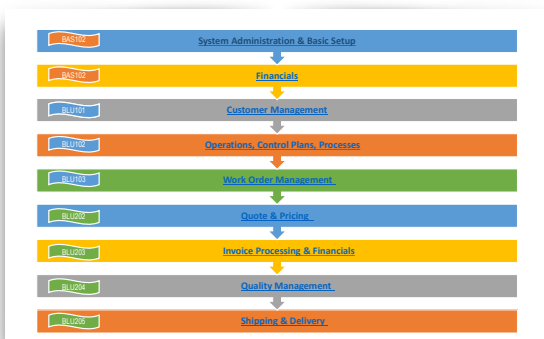 BAS102 System Administration & Basic Setup
BAS102 Financials
BLU101 Customer Management
BLU102 Operations, Control Plans, Processes
BLU103 Work Order Management
BLU202 Quote & Pricing
BLU203 Invoice Processing & Financials
BLU204 Quality Management
BLU205 Shipping & Delivery